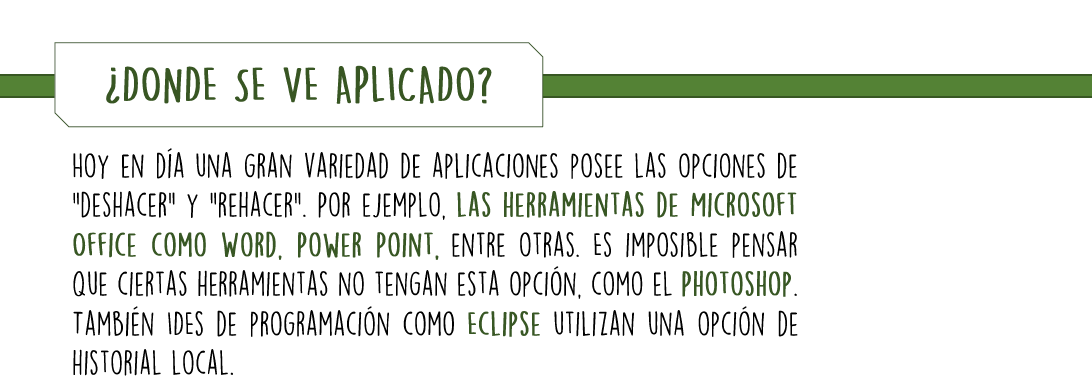 ¿DONDE SE VE APLICADO?
HOY EN DÍA UNA GRAN VARIEDAD DE APLICACIONES POSEE LAS OPCIONES DE
"DESHACER" Y "REHACER". POR EJEMPLO, LAS HERRAMIENTAS DE MICROSOFT
OFFICE COMO WORD, POWER POINT, ENTRE OTRAS. ES IMPOSIBLE PENSAR
QUE CIERTAS HERRAMIENTAS NO TENGAN ESTA OPCIÓN, COMO EL PHOTOSHOP.
TAMBIÉN IDES DE PROGRAMACIÓN COMO ECLIPSE UTILIZAN UNA OPCIÓN DE
HISTORIAL LOCAL.